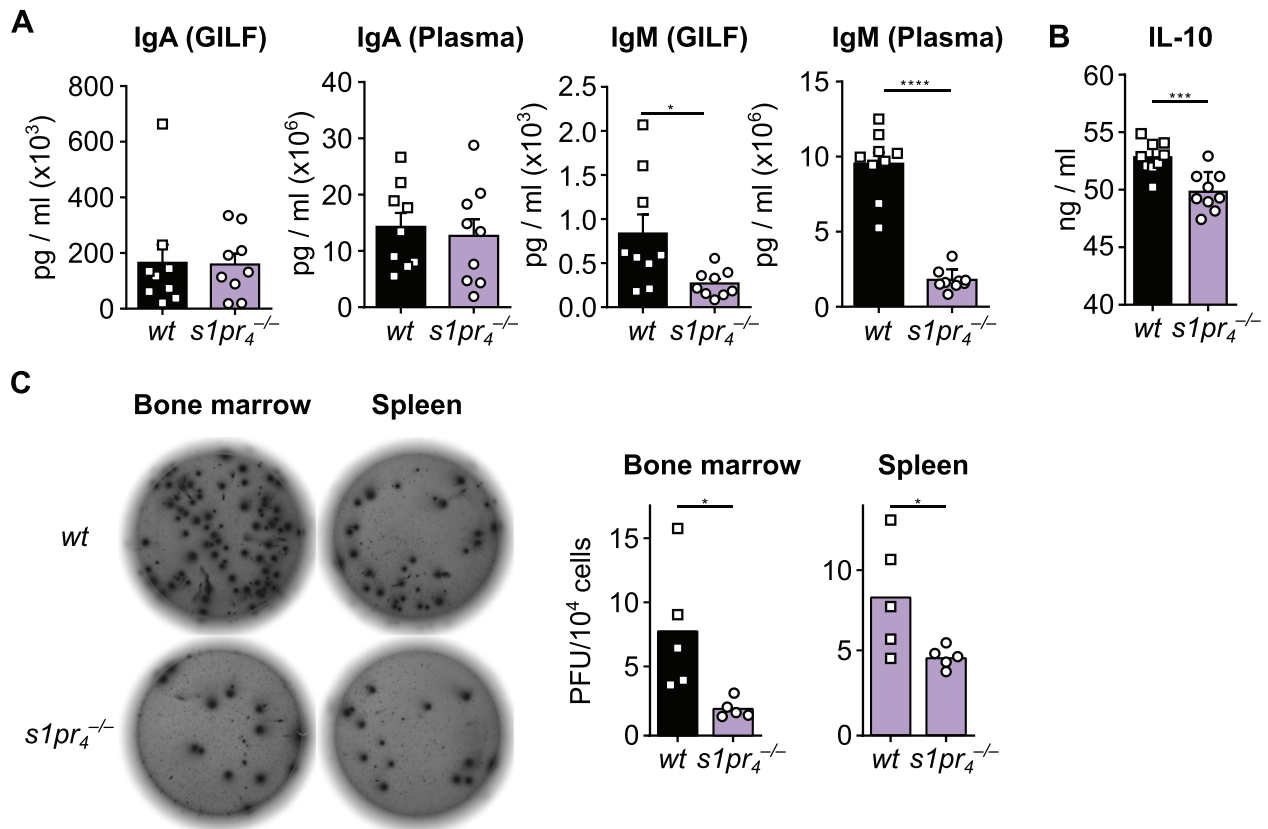 A
IgA (GILF)
IgA (Plasma)
IgM (GILF)
IgM (Plasma)
B
IL-10
pg / ml (x10³)
800
600
400
200
0
wt s1pr₄⁻/⁻
pg / ml (x10⁶)
40
30
20
10
0
wt s1pr₄⁻/⁻
pg / ml (x10³)
2.5
2.0
1.5
1.0
0.5
0.0
*
wt s1pr₄⁻/⁻
pg / ml (x10⁶)
15
10
5
0
****
wt s1pr₄⁻/⁻
ng / ml
60
55
50
45
40
***
wt s1pr₄⁻/⁻
C
Bone marrow
Spleen
wt
s1pr₄⁻/⁻
Bone marrow
PFU/10⁴ cells
15
10
5
0
*
wt s1pr₄⁻/⁻
Spleen
10
5
0
*
wt s1pr₄⁻/⁻